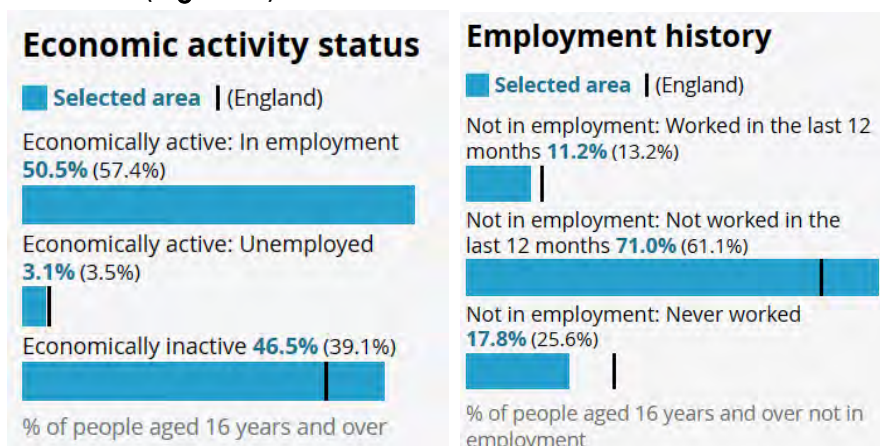 Economic activity status
Selected area (England)
Economically active: In employment
50.5% (57.4%)
Economically active: Unemployed
3.1% (3.5%)
Economically inactive 46.5% (39.1%)
% of people aged 16 years and over
Employment history
Selected area (England)
Not in employment: Worked in the last 12
months 11.2% (13.2%)
Not in employment: Not worked in the
last 12 months 71.0% (61.1%)
Not in employment: Never worked
17.8% (25.6%)
% of people aged 16 years and over not in
employment